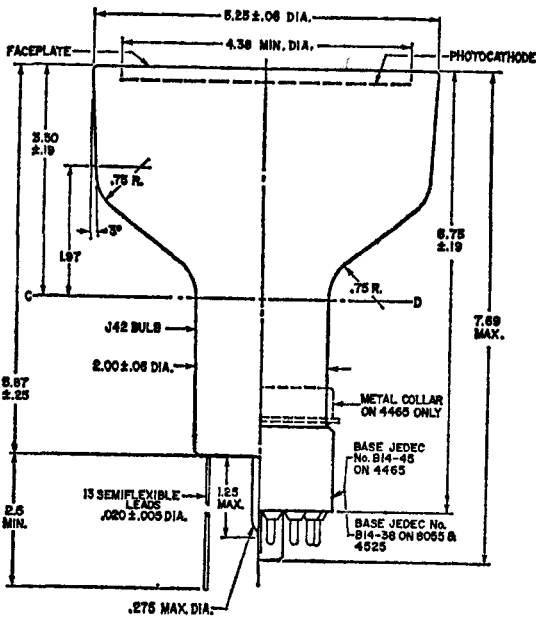 5.25±.06 DIA.
4.38 MIN. DIA.
FACEPLATE
PHOTOCATHODE
3.50
±.19
.75 R.
3°
1.97
6.75
±.19
C
D
.75 R.
J42 BULB
7.69
MAX.
2.00±.06 DIA.
5.87
±.25
METAL COLLAR
ON 4465 ONLY
BASE JEDEC
No. B14-45
ON 4465
13 SEMIFLEXIBLE
LEADS
.020±.005 DIA.
1.25
MAX.
2.6
MIN.
BASE JEDEC No.
B14-38 ON 8055 &
4525
.275 MAX. DIA.